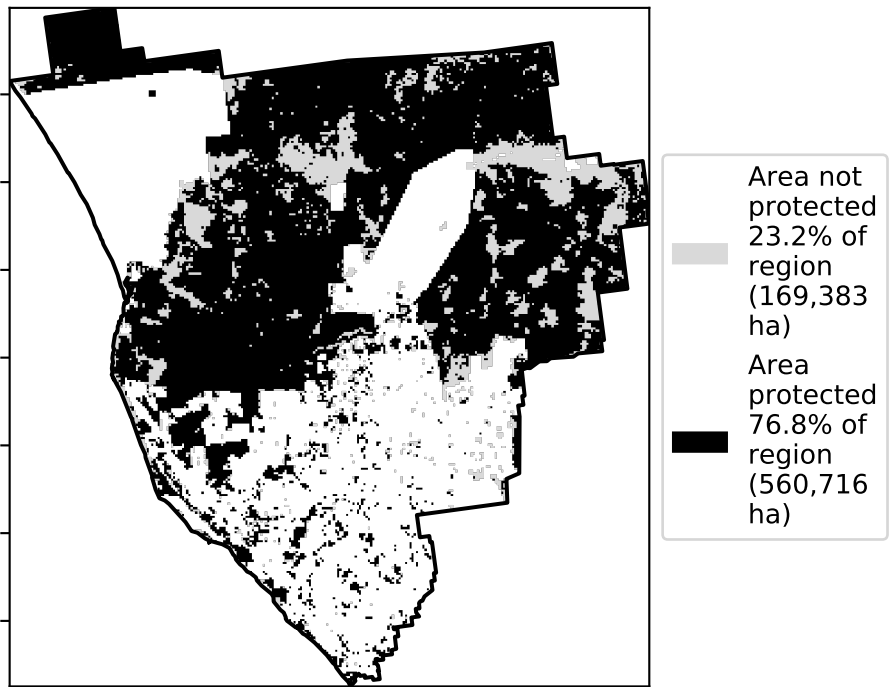 Area not
protected
23.2% of
region
(169,383
ha)
Area
protected
76.8% of
region
(560,716
ha)